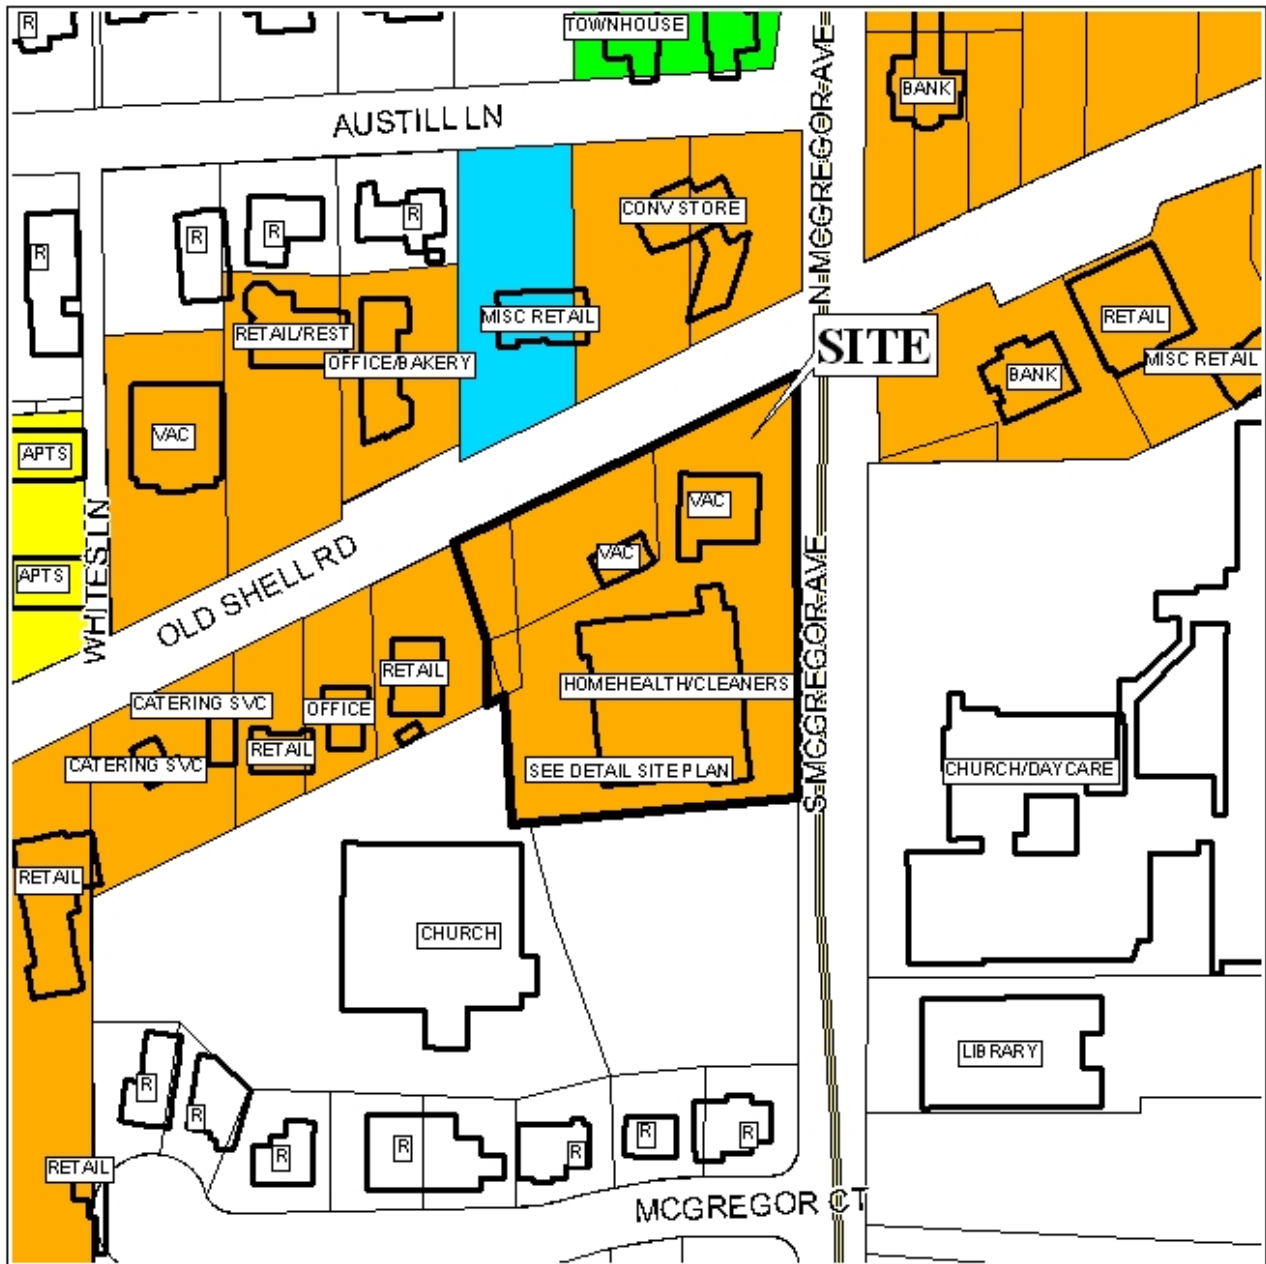 R
TOWNHOUSE
N MCGREGOR AVE
BANK
AUSTILL LN
R
R
R
R
CONV STORE
MISC RETAIL
RETAIL/REST
OFFICE/BAKERY
SITE
RETAIL
MISC RETAIL
BANK
VAC
APTS
VAC
VAC
APTS
WHITES LN
OLD SHELL RD
S MCGREGOR AVE
RETAIL
HOMEHEALTH/CLEANERS
CATERING SVC
OFFICE
RETAIL
CATERING SVC
SEE DETAIL SITE PLAN
CHURCH/DAYCARE
RETAIL
CHURCH
LIBRARY
R
R
R
R
R
R
R
RETAIL
MCGREGOR CT